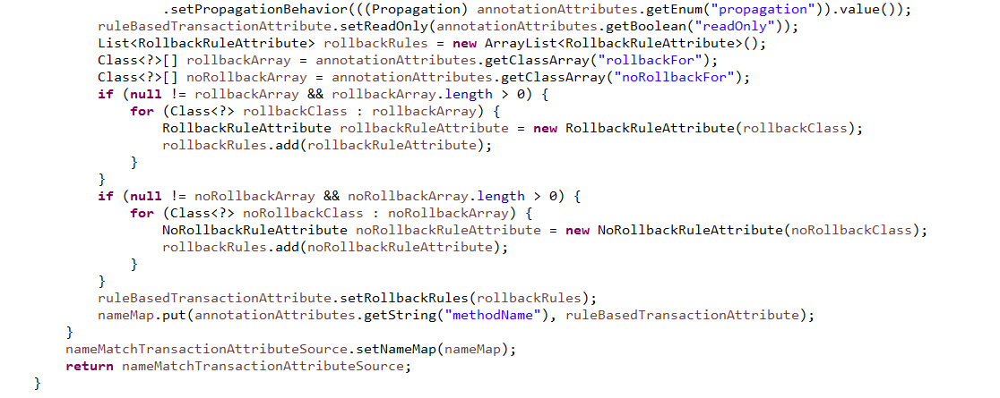 .setPropagationBehavior(((Propagation) annotationAttributes.getEnum("propagation")).value());
ruleBasedTransactionAttribute.setReadOnly(annotationAttributes.getBoolean("readOnly"));
List<RollbackRuleAttribute> rollbackRules = new ArrayList<RollbackRuleAttribute>();
Class<?>[] rollbackArray = annotationAttributes.getClassArray("rollbackFor");
Class<?>[] noRollbackArray = annotationAttributes.getClassArray("noRollbackFor");
if (null != rollbackArray && rollbackArray.length > 0) {
for (Class<?> rollbackClass : rollbackArray) {
RollbackRuleAttribute rollbackRuleAttribute = new RollbackRuleAttribute(rollbackClass);
rollbackRules.add(rollbackRuleAttribute);
}
}
if (null != noRollbackArray && noRollbackArray.length > 0) {
for (Class<?> noRollbackClass : noRollbackArray) {
NoRollbackRuleAttribute noRollbackRuleAttribute = new NoRollbackRuleAttribute(noRollbackClass);
rollbackRules.add(noRollbackRuleAttribute);
}
}
ruleBasedTransactionAttribute.setRollbackRules(rollbackRules);
nameMap.put(annotationAttributes.getString("methodName"), ruleBasedTransactionAttribute);
}
nameMatchTransactionAttributeSource.setNameMap(nameMap);
return nameMatchTransactionAttributeSource;
}